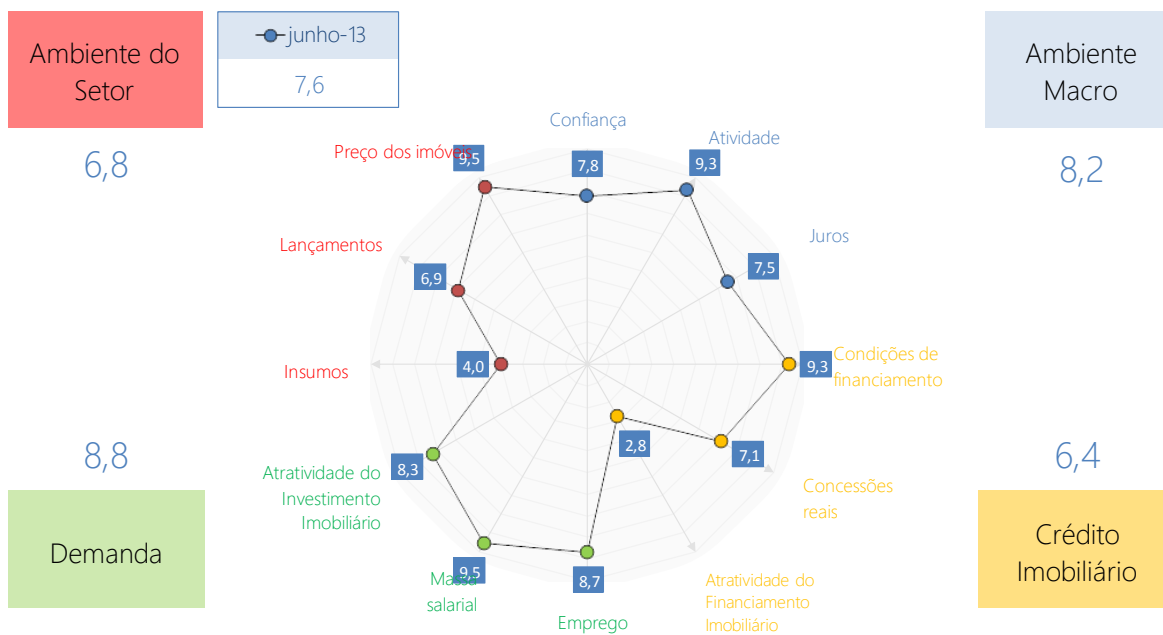 Ambiente do
Setor
6,8
junho-13
7,6
Ambiente
Macro
8,2
Confiança
7,8
Atividade
9,3
Juros
7,5
Condições de
financiamento
9,3
Concessões
reais
7,1
Atratividade do
Financiamento
Imobiliário
2,8
Emprego
8,7
Massa
salarial
9,5
Atratividade do
Investimento
Imobiliário
8,3
Insumos
4,0
Lançamentos
6,9
Preço dos imóveis
9,5
8,8
Demanda
6,4
Crédito
Imobiliário